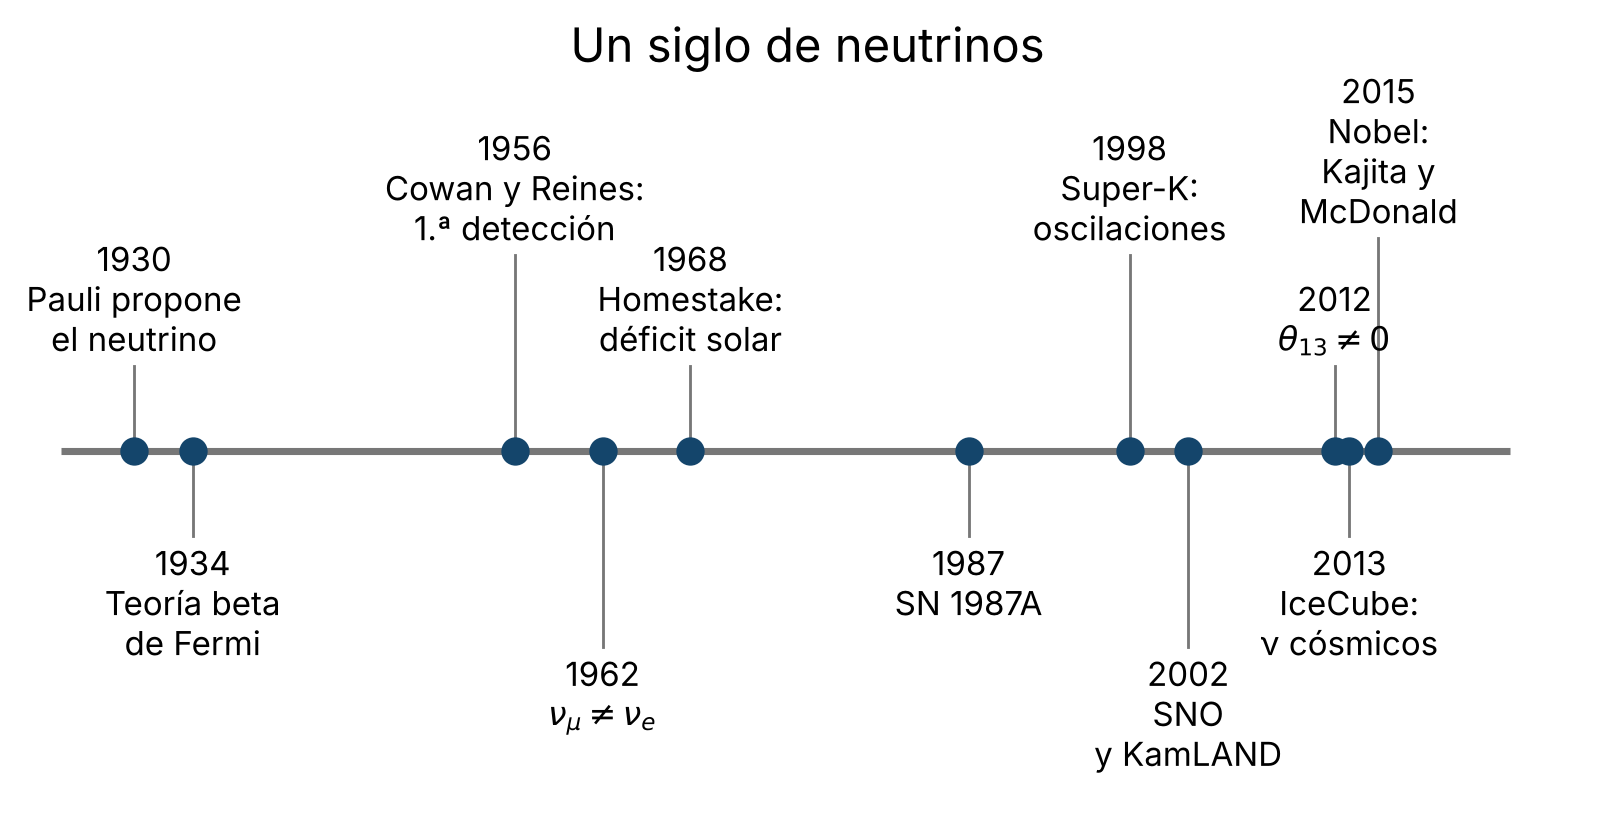 Un siglo de neutrinos
1930
Pauli propone
el neutrino
1934
Teoría beta
de Fermi
1956
Cowan y Reines:
1.ª detección
1962
ν_μ ≠ ν_e
1968
Homestake:
déficit solar
1987
SN 1987A
1998
Super-K:
oscilaciones
2002
SNO
y KamLAND
2012
θ₁₃ ≠ 0
2013
IceCube:
ν cósmicos
2015
Nobel:
Kajita y
McDonald